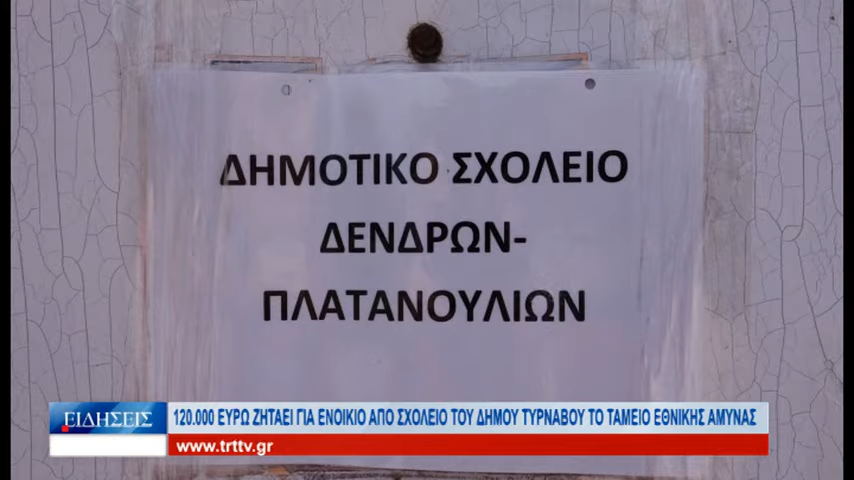 ΔΗΜΟΤΙΚΟ ΣΧΟΛΕΙΟ
ΔΕΝΔΡΩΝ-
ΠΛΑΤΑΝΟΥΛΙΩΝ
ΕΙΔΗΣΕΙΣ
120.000 ΕΥΡΩ ΖΗΤΑΕΙ ΓΙΑ ΕΝΟΙΚΙΟ ΑΠΟ ΣΧΟΛΕΙΟ ΤΟΥ ΔΗΜΟΥ ΤΥΡΝΑΒΟΥ ΤΟ ΤΑΜΕΙΟ ΕΘΝΙΚΗΣ ΑΜΥΝΑΣ
www.trttv.gr